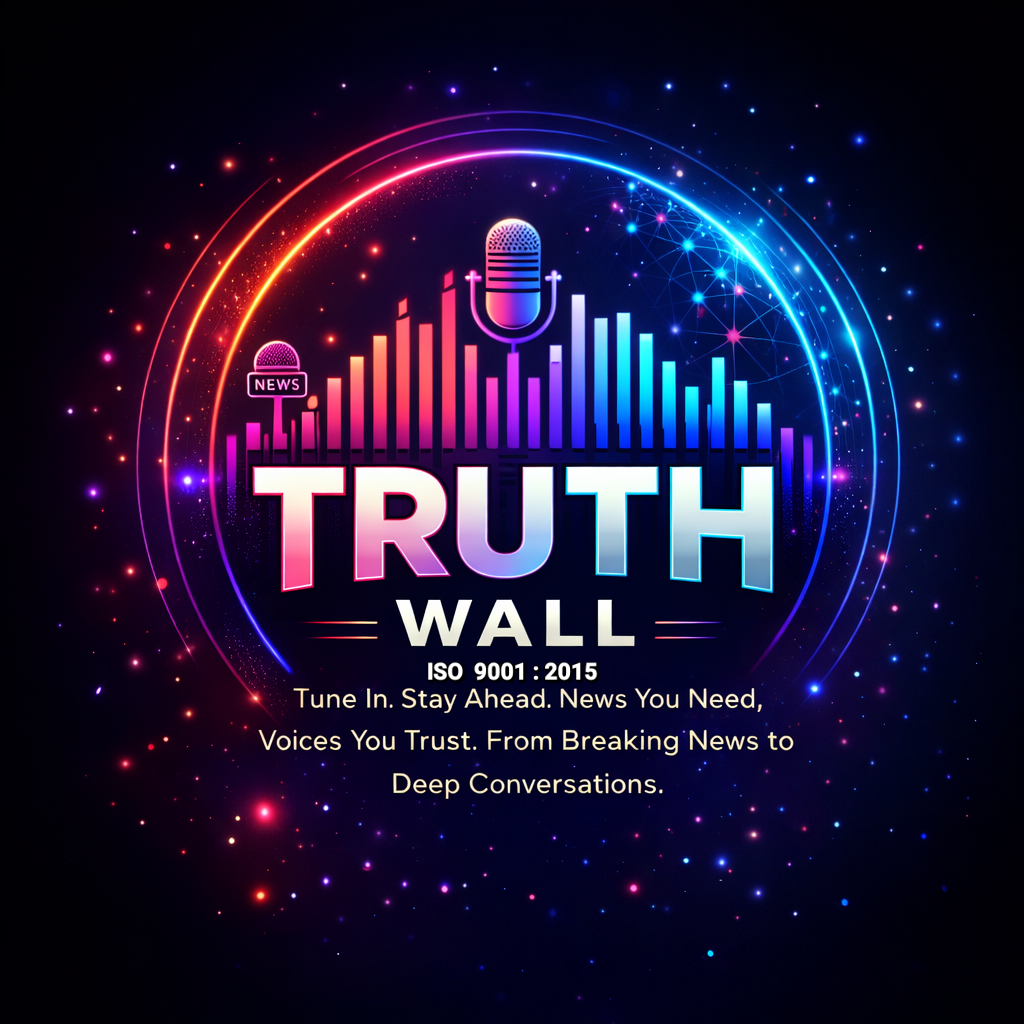 NEWS
TRUTH
WALL
ISO 9001 : 2015
Tune In. Stay Ahead. News You Need,
Voices You Trust. From Breaking News to
Deep Conversations.